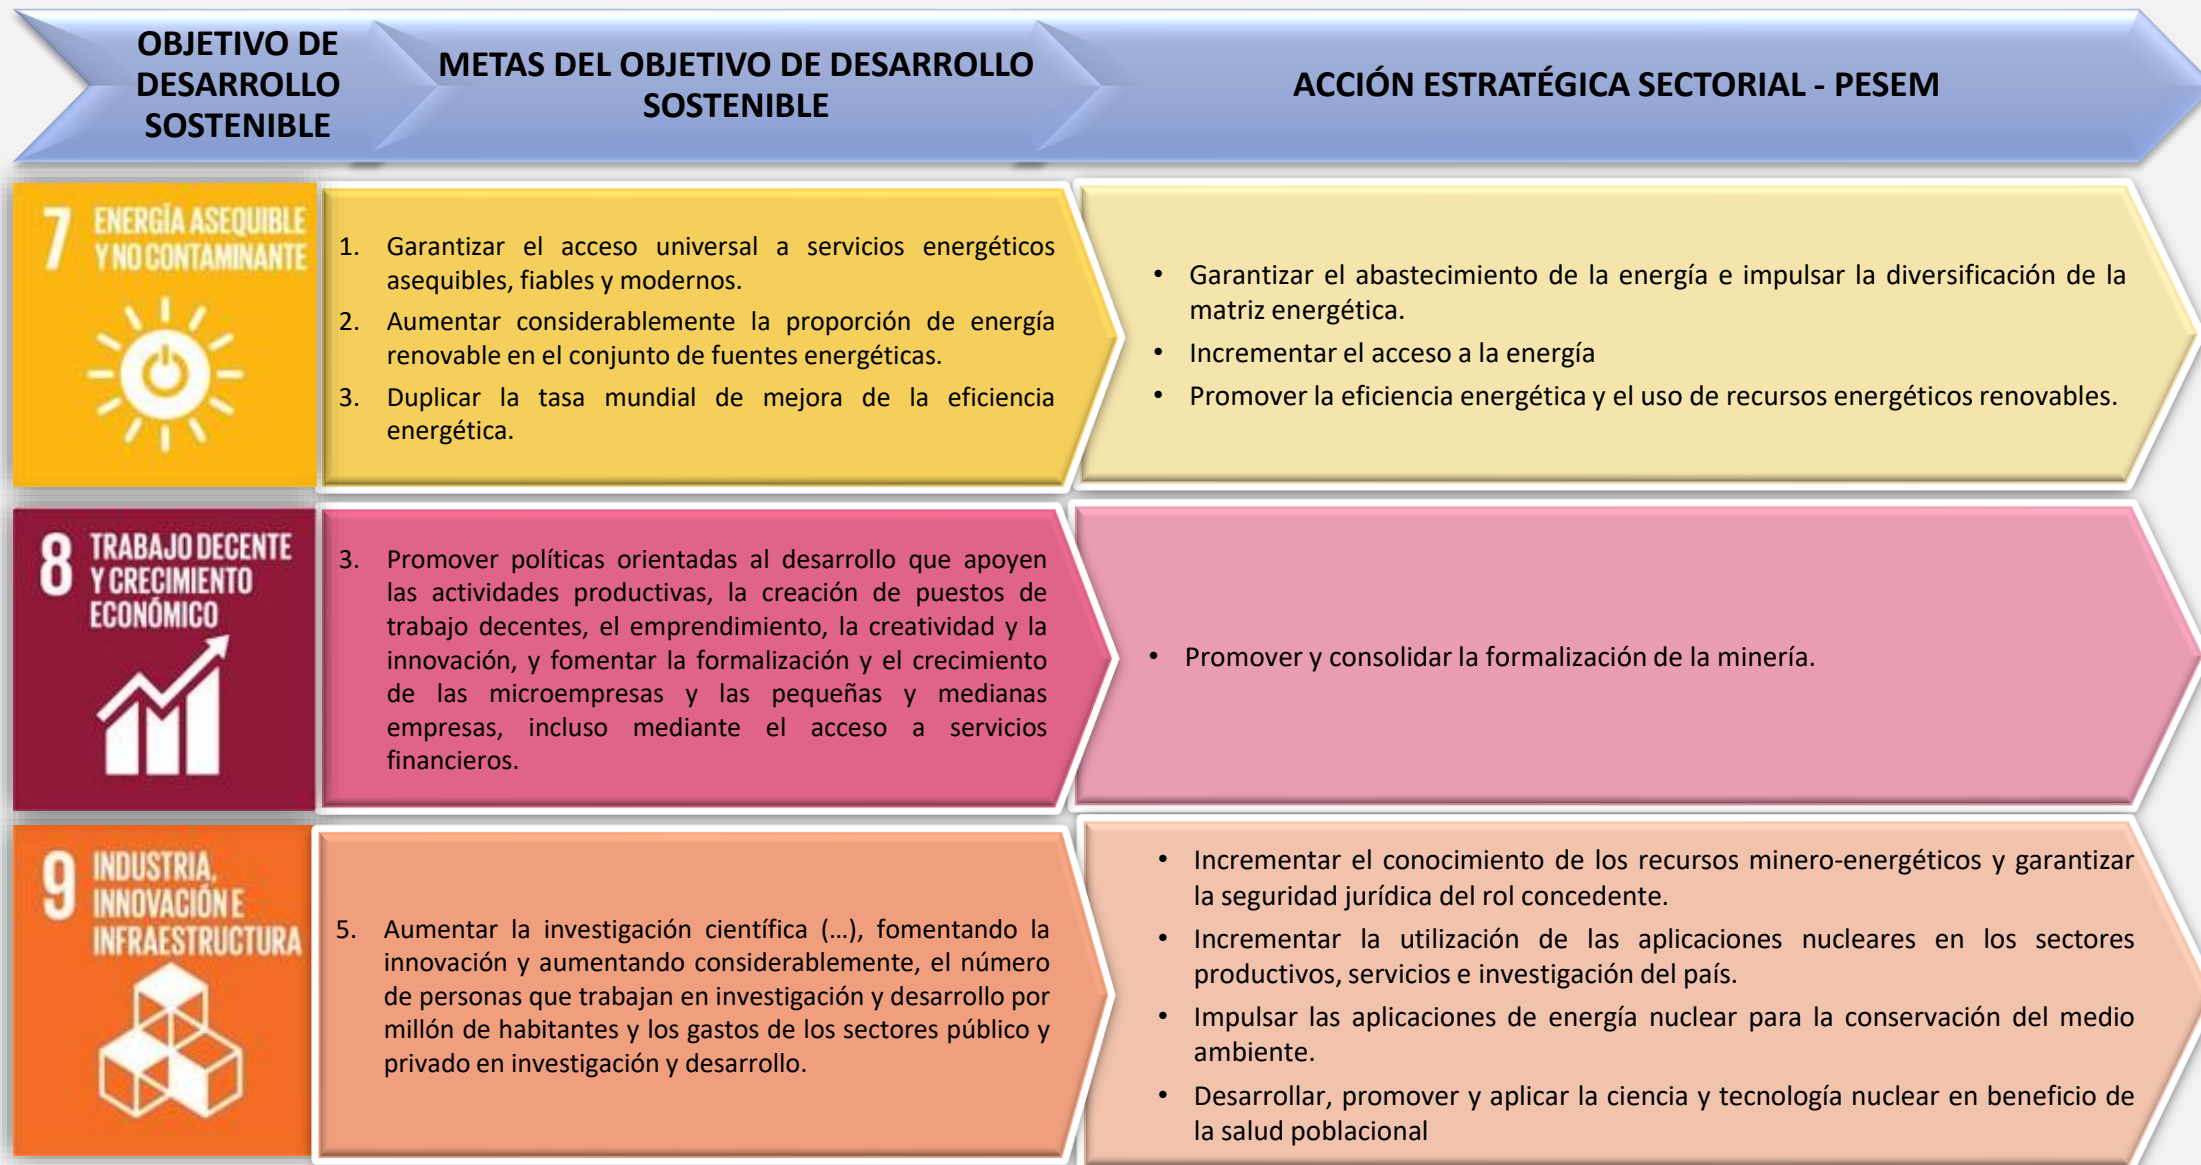 OBJETIVO DE
DESARROLLO
SOSTENIBLE
METAS DEL OBJETIVO DE DESARROLLO
SOSTENIBLE
ACCIÓN ESTRATÉGICA SECTORIAL - PESEM
7 ENERGÍA ASEQUIBLE
Y NO CONTAMINANTE
1. Garantizar el acceso universal a servicios energéticos
asequibles, fiables y modernos.
2. Aumentar considerablemente la proporción de energía
renovable en el conjunto de fuentes energéticas.
3. Duplicar la tasa mundial de mejora de la eficiencia
energética.
• Garantizar el abastecimiento de la energía e impulsar la diversificación de la
matriz energética.
• Incrementar el acceso a la energía
• Promover la eficiencia energética y el uso de recursos energéticos renovables.
8 TRABAJO DECENTE
Y CRECIMIENTO
ECONÓMICO
3. Promover políticas orientadas al desarrollo que apoyen
las actividades productivas, la creación de puestos de
trabajo decentes, el emprendimiento, la creatividad y la
innovación, y fomentar la formalización y el crecimiento
de las microempresas y las pequeñas y medianas
empresas, incluso mediante el acceso a servicios
financieros.
• Promover y consolidar la formalización de la minería.
9 INDUSTRIA,
INNOVACIÓN E
INFRAESTRUCTURA
5. Aumentar la investigación científica (...), fomentando la
innovación y aumentando considerablemente, el número
de personas que trabajan en investigación y desarrollo por
millón de habitantes y los gastos de los sectores público y
privado en investigación y desarrollo.
• Incrementar el conocimiento de los recursos minero-energéticos y garantizar
la seguridad jurídica del rol concedente.
• Incrementar la utilización de las aplicaciones nucleares en los sectores
productivos, servicios e investigación del país.
• Impulsar las aplicaciones de energía nuclear para la conservación del medio
ambiente.
• Desarrollar, promover y aplicar la ciencia y tecnología nuclear en beneficio de
la salud poblacional